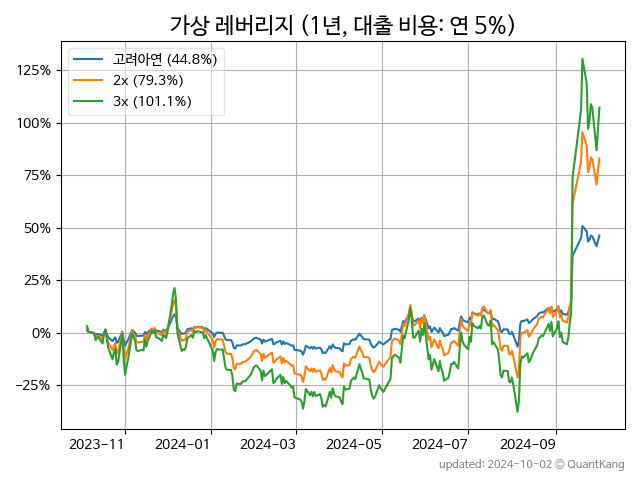 가상 레버리지 (1년, 대출 비용: 연 5%)
고려아연 (44.8%)
2x (79.3%)
3x (101.1%)
125%
100%
75%
50%
25%
0%
−25%
2023−11
2024−01
2024−03
2024−05
2024−07
2024−09
updated: 2024-10-02 © QuantKang